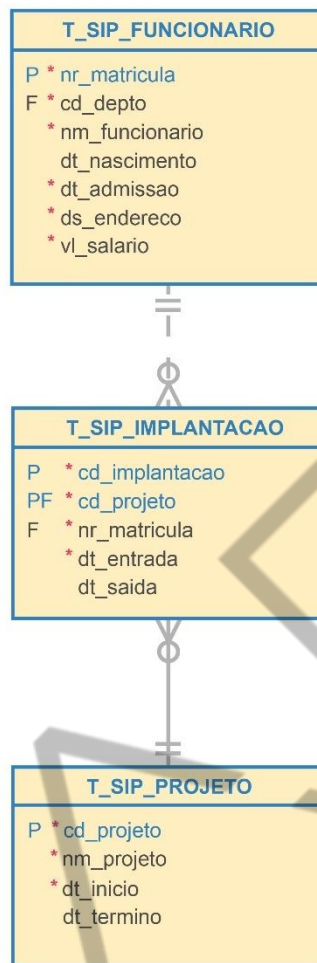 T_SIP_FUNCIONARIO
P * nr_matricula
F * cd_depto
* nm_funcionario
dt_nascimento
* dt_admissao
* ds_endereco
* vl_salario
T_SIP_IMPLANTACAO
P * cd_implantacao
PF * cd_projeto
F * nr_matricula
* dt_entrada
dt_saida
T_SIP_PROJETO
P * cd_projeto
* nm_projeto
* dt_inicio
dt_termino